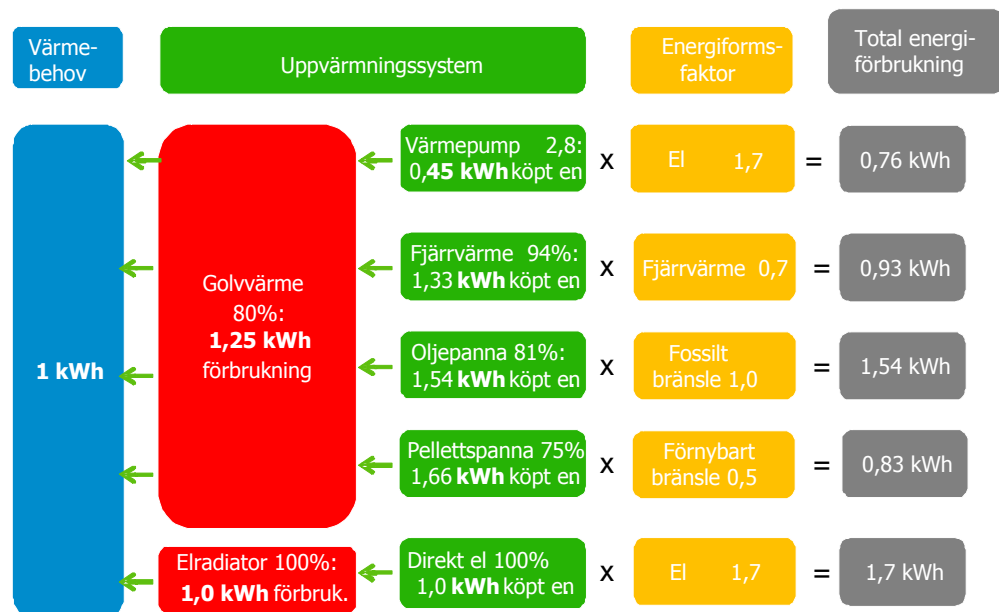 Värme-
behov
Uppvärmningssystem
Energiforms-
faktor
Total energi-
förbrukning
1 kWh
Golvvärme
80%:
1,25 kWh
förbrukning
Värmepump 2,8:
0,45 kWh köpt en
x
El 1,7
=
0,76 kWh
Fjärrvärme 94%:
1,33 kWh köpt en
x
Fjärrvärme 0,7
=
0,93 kWh
Oljepanna 81%:
1,54 kWh köpt en
x
Fossilt
bränsle 1,0
=
1,54 kWh
Pellettspanna 75%
1,66 kWh köpt en
x
Förnybart
bränsle 0,5
=
0,83 kWh
Elradiator 100%:
1,0 kWh förbruk.
Direkt el 100%
1,0 kWh köpt en
x
El 1,7
=
1,7 kWh